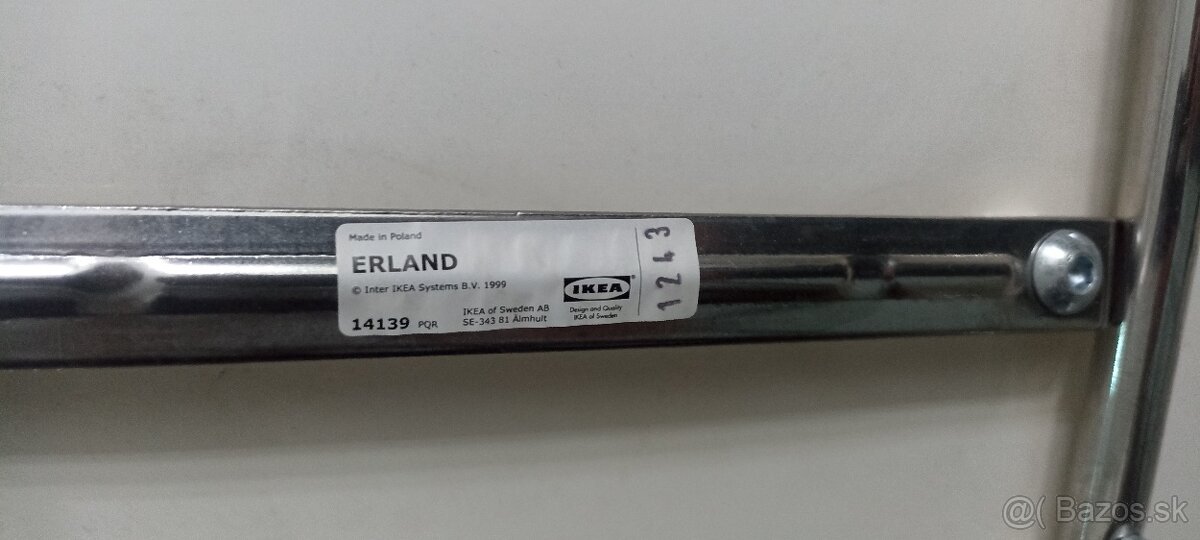 Made in Poland
ERLAND
© Inter IKEA Systems B.V. 1999
14139 PQR
IKEA of Sweden AB
SE-343 81 Älmhult
IKEA®
Design and Quality
IKEA of Sweden
1243
@( Bazos.sk